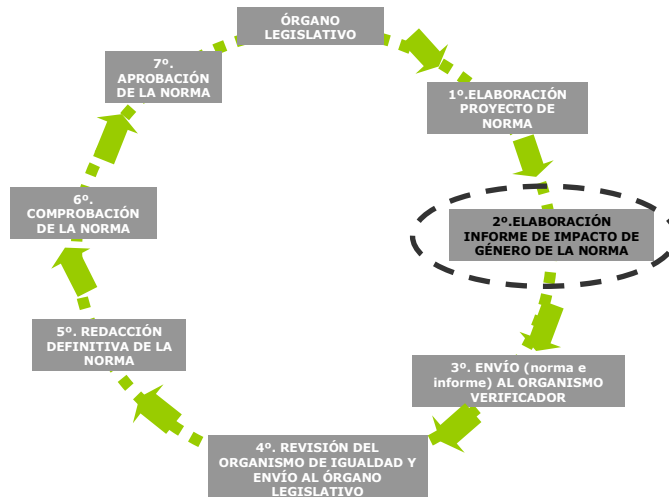 ÓRGANO
LEGISLATIVO
1º.ELABORACIÓN
PROYECTO DE
NORMA
2º.ELABORACIÓN
INFORME DE IMPACTO DE
GÉNERO DE LA NORMA
3º. ENVÍO (norma e
informe) AL ORGANISMO
VERIFICADOR
4º. REVISIÓN DEL
ORGANISMO DE IGUALDAD Y
ENVÍO AL ÓRGANO
LEGISLATIVO
5º. REDACCIÓN
DEFINITIVA DE LA
NORMA
6º.
COMPROBACIÓN
DE LA NORMA
7º.
APROBACIÓN
DE LA NORMA